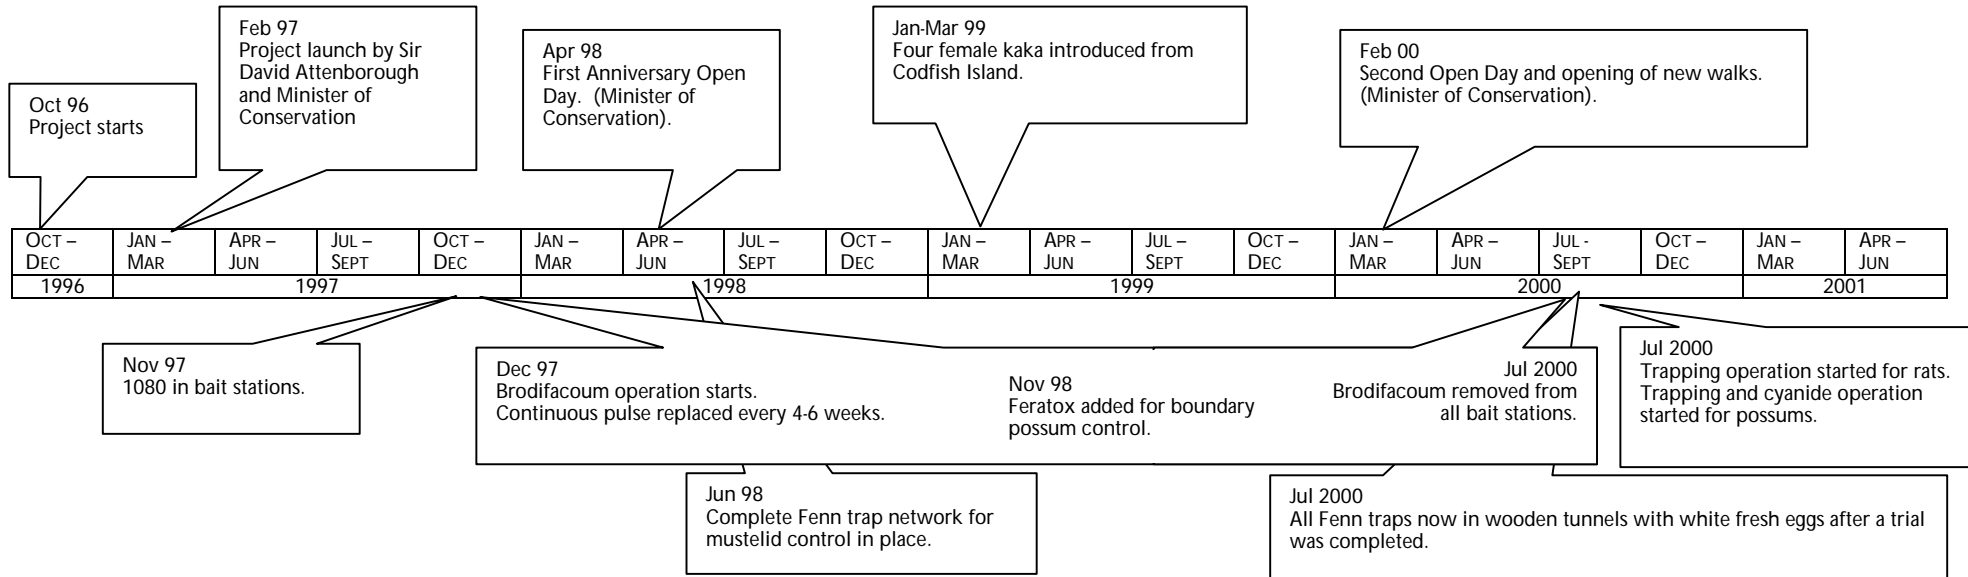 Oct 96
Project starts
Feb 97
Project launch by Sir
David Attenborough
and Minister of
Conservation
Apr 98
First Anniversary Open
Day.  (Minister of
Conservation).
Jan-Mar 99
Four female kaka introduced from
Codfish Island.
Feb 00
Second Open Day and opening of new walks.
(Minister of Conservation).
OCT – DEC
JAN – MAR
APR – JUN
JUL – SEPT
OCT – DEC
JAN – MAR
APR – JUN
JUL – SEPT
OCT – DEC
JAN – MAR
APR – JUN
JUL – SEPT
OCT – DEC
JAN – MAR
APR – JUN
JUL - SEPT
OCT – DEC
JAN – MAR
APR – JUN
1996
1997
1998
1999
2000
2001
Nov 97
1080 in bait stations.
Dec 97
Brodifacoum operation starts.
Continuous pulse replaced every 4-6 weeks.
Nov 98
Feratox added for boundary
possum control.
Jul 2000
Brodifacoum removed from
all bait stations.
Jul 2000
Trapping operation started for rats.
Trapping and cyanide operation
started for possums.
Jun 98
Complete Fenn trap network for
mustelid control in place.
Jul 2000
All Fenn traps now in wooden tunnels with white fresh eggs after a trial
was completed.